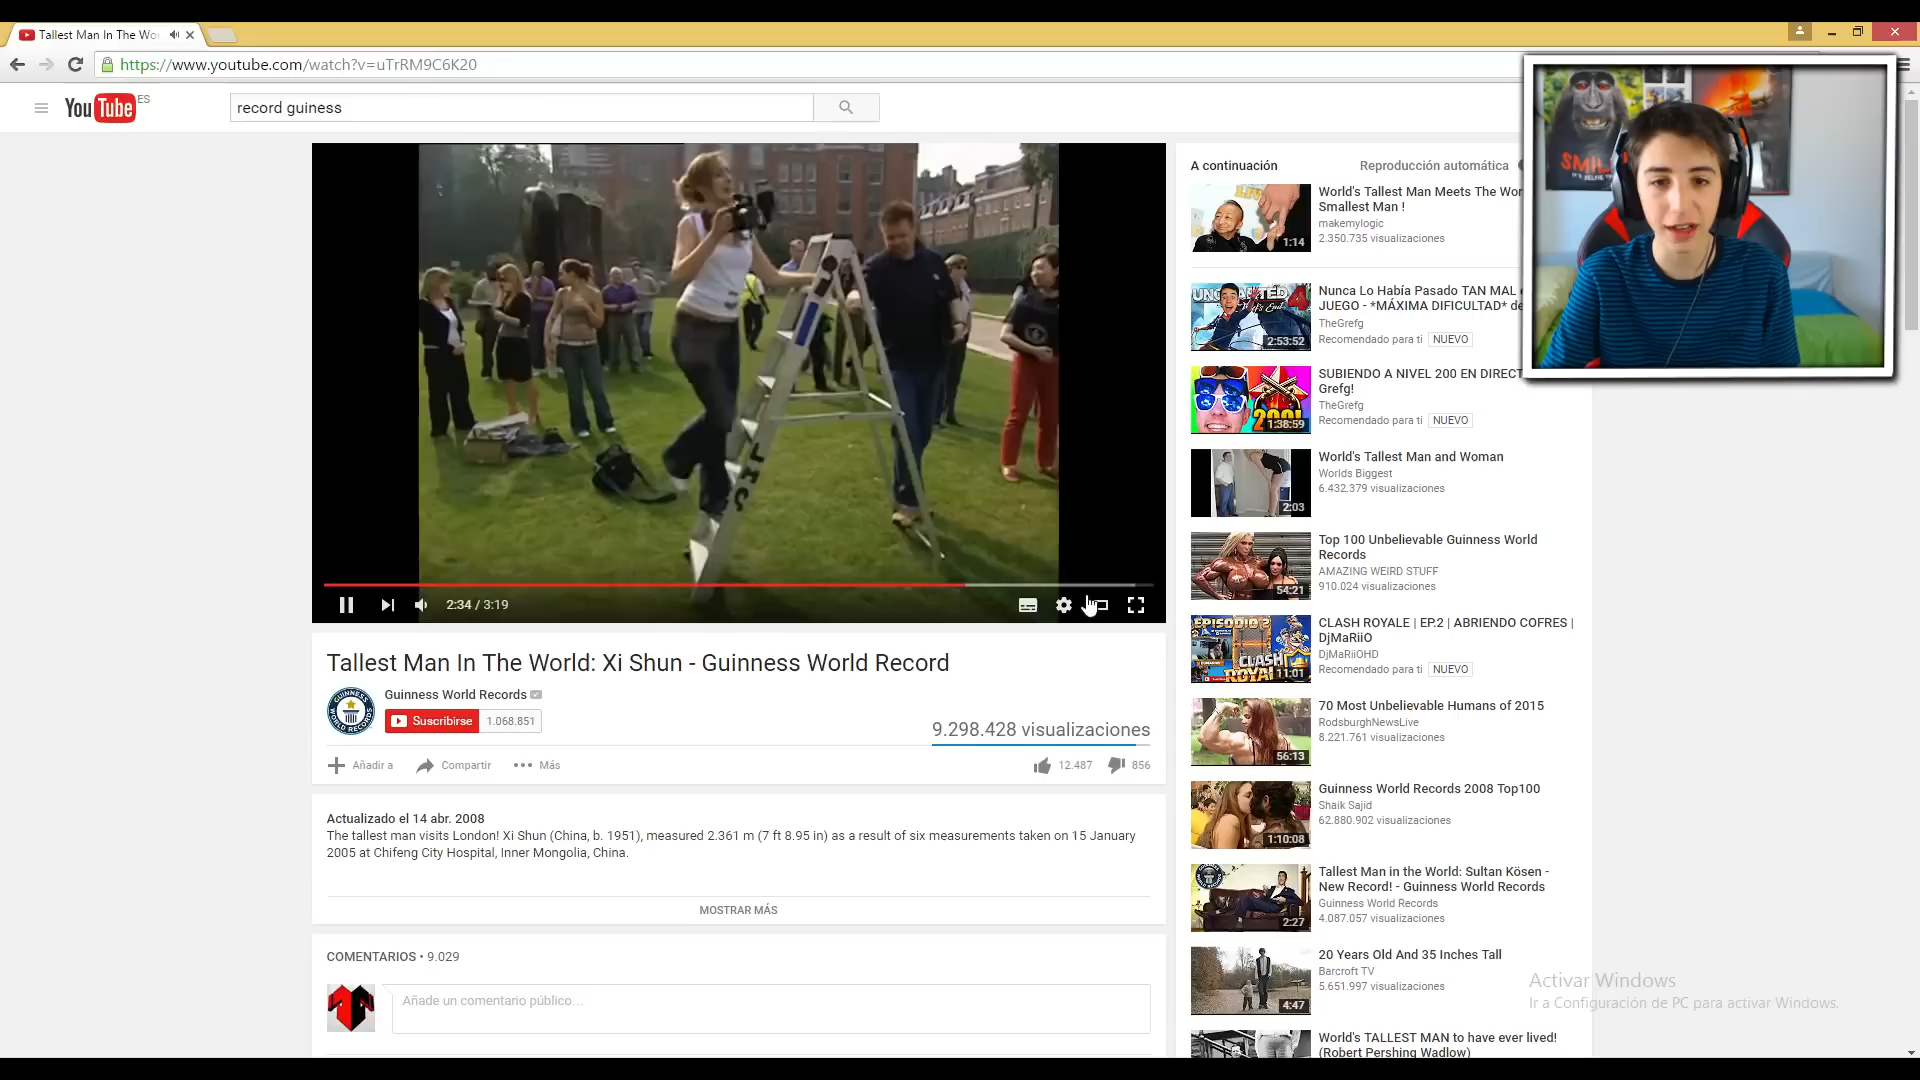 Tallest Man In The Wo
https://www.youtube.com/watch?v=uTrRM9C6K20
YouTube ES
record guiness
SMILE
2:34 / 3:19
Tallest Man In The World: Xi Shun - Guinness World Record
Guinness World Records
Suscribirse 1.068.851
9.298.428 visualizaciones
Añadir a Compartir Más
12.487 856
Actualizado el 14 abr. 2008
The tallest man visits London! Xi Shun (China, b. 1951), measured 2.361 m (7 ft 8.95 in) as a result of six measurements taken on 15 January
2005 at Chifeng City Hospital, Inner Mongolia, China.
MOSTRAR MÁS
COMENTARIOS • 9.029
Añade un comentario público...
A continuación Reproducción automática
World's Tallest Man Meets The Wor
Smallest Man !
makemylogic
2.350.735 visualizaciones
1:14
Nunca Lo Había Pasado TAN MAL
JUEGO - *MÁXIMA DIFICULTAD* de
TheGrefg
Recomendado para ti NUEVO
2:53:52
SUBIENDO A NIVEL 200 EN DIRECT
Grefg!
TheGrefg
Recomendado para ti NUEVO
1:38:59
World's Tallest Man and Woman
Worlds Biggest
6.432.379 visualizaciones
2:03
Top 100 Unbelievable Guinness World
Records
AMAZING WEIRD STUFF
910.024 visualizaciones
54:21
CLASH ROYALE | EP.2 | ABRIENDO COFRES |
DjMaRiiO
DjMaRiiOHD
Recomendado para ti NUEVO
EPISODIO 2
CLASH
ROYALE
11:01
70 Most Unbelievable Humans of 2015
RodsburghNewsLive
8.221.761 visualizaciones
56:13
Guinness World Records 2008 Top100
Shaik Sajid
62.880.902 visualizaciones
1:10:08
Tallest Man in the World: Sultan Kösen -
New Record! - Guinness World Records
Guinness World Records
4.087.057 visualizaciones
2:27
20 Years Old And 35 Inches Tall
Barcroft TV
5.651.997 visualizaciones
4:47
World's TALLEST MAN to have ever lived!
(Robert Pershing Wadlow)
Activar Windows
Ir a Configuración de PC para activar Windows.